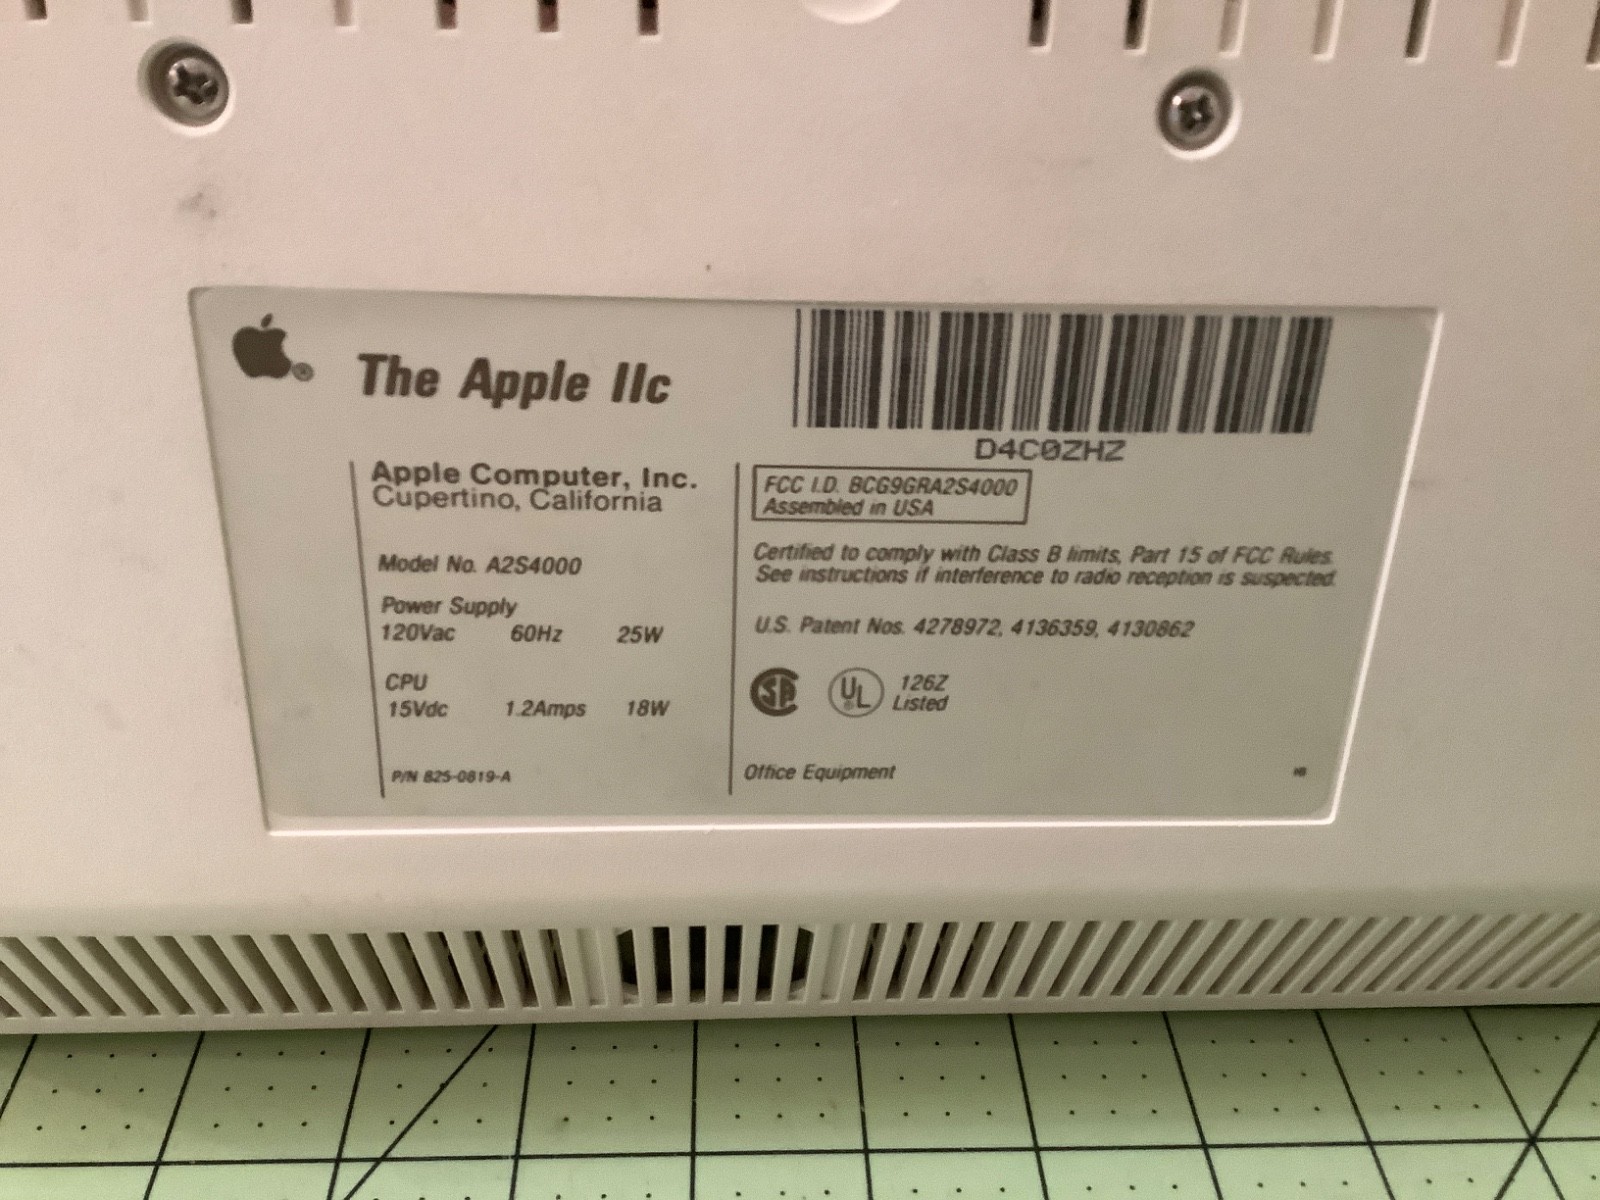 The Apple IIc
D4C0ZHZ
Apple Computer, Inc.
Cupertino, California
Model No. A2S4000
Power Supply
120Vac 60Hz 25W
CPU
15Vdc 1.2Amps 18W
P/N 825-0819-A
FCC I.D. BCG9GRA2S4000
Assembled in USA
Certified to comply with Class B limits, Part 15 of FCC Rules.
See instructions if interference to radio reception is suspected.
U.S. Patent Nos. 4278972, 4136359, 4130862
SA UL ® 126Z
Listed
Office Equipment